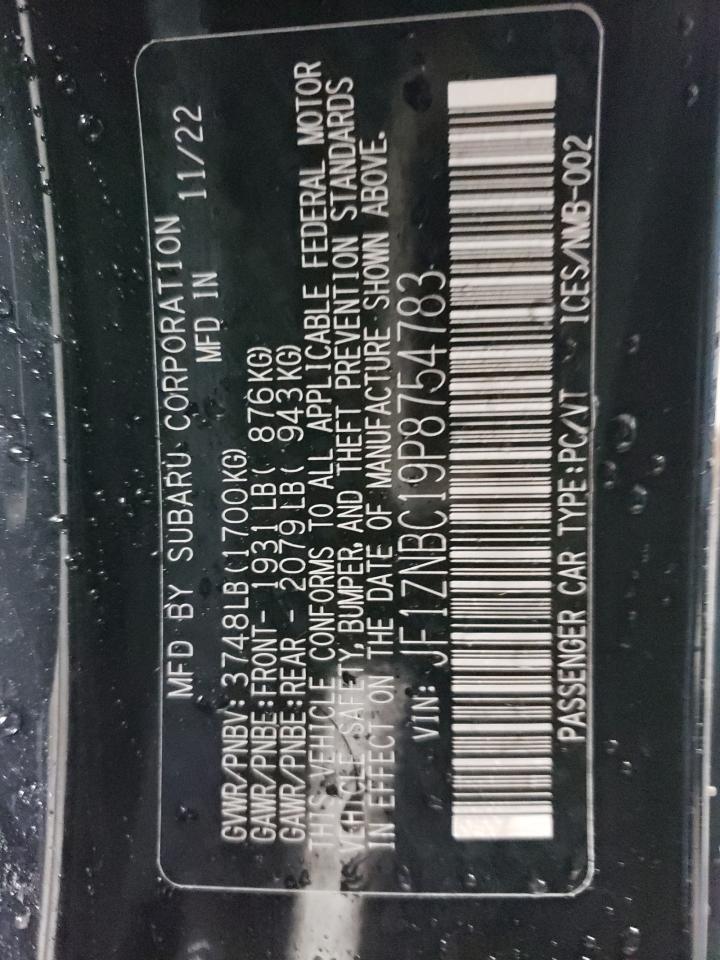 MFD BY SUBARU CORPORATION
MFD IN 11/22
GVWR/PNBV: 3748LB(1700KG)
GAWR/PNBE:FRONT- 1931LB( 876KG)
GAWR/PNBE:REAR - 2079LB( 943KG)
THIS VEHICLE CONFORMS TO ALL APPLICABLE FEDERAL MOTOR
VEHICLE SAFETY, BUMPER, AND THEFT PREVENTION STANDARDS
IN EFFECT ON THE DATE OF MANUFACTURE SHOWN ABOVE.
VIN: JF1ZNBC19P8754783
PASSENGER CAR TYPE:PC/VT ICES/NMB-002